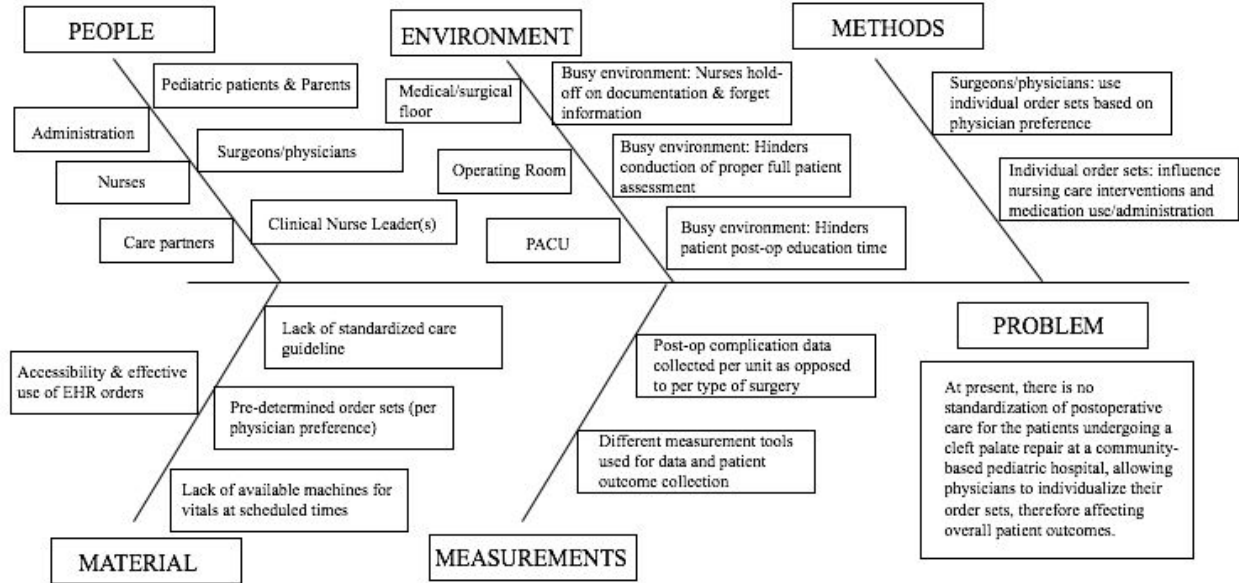 PEOPLE
Pediatric patients & Parents
Administration
Surgeons/physicians
Nurses
Clinical Nurse Leader(s)
Care partners
ENVIRONMENT
Medical/surgical
floor
Busy environment: Nurses hold-
off on documentation & forget
information
Operating Room
Busy environment: Hinders
conduction of proper full patient
assessment
PACU
Busy environment: Hinders
patient post-op education time
METHODS
Surgeons/physicians: use
individual order sets based on
physician preference
Individual order sets: influence
nursing care interventions and
medication use/administration
Lack of standardized care
guideline
Accessibility & effective
use of EHR orders
Pre-determined order sets (per
physician preference)
Lack of available machines for
vitals at scheduled times
MATERIAL
Post-op complication data
collected per unit as opposed
to per type of surgery
Different measurement tools
used for data and patient
outcome collection
MEASUREMENTS
PROBLEM
At present, there is no
standardization of postoperative
care for the patients undergoing a
cleft palate repair at a community-
based pediatric hospital, allowing
physicians to individualize their
order sets, therefore affecting
overall patient outcomes.